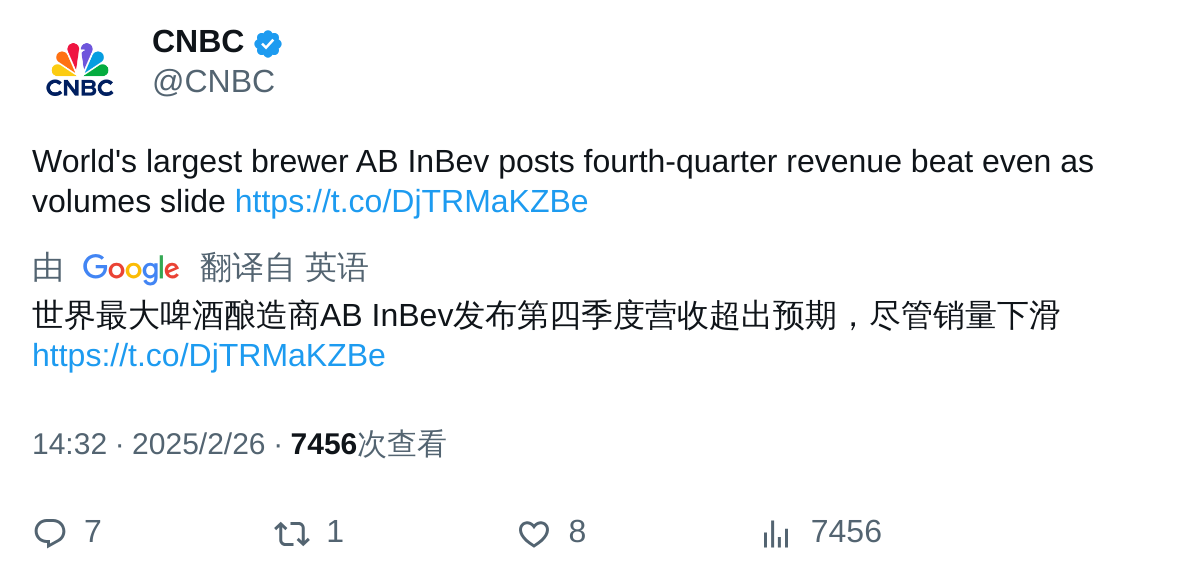 CNBC
CNBC
@CNBC
World's largest brewer AB InBev posts fourth-quarter revenue beat even as
volumes slide https://t.co/DjTRMaKZBe
由 Google 翻译自 英语
世界最大啤酒酿造商AB InBev发布第四季度营收超出预期，尽管销量下滑
https://t.co/DjTRMaKZBe
14:32 · 2025/2/26 · 7456次查看
7 1 8 7456